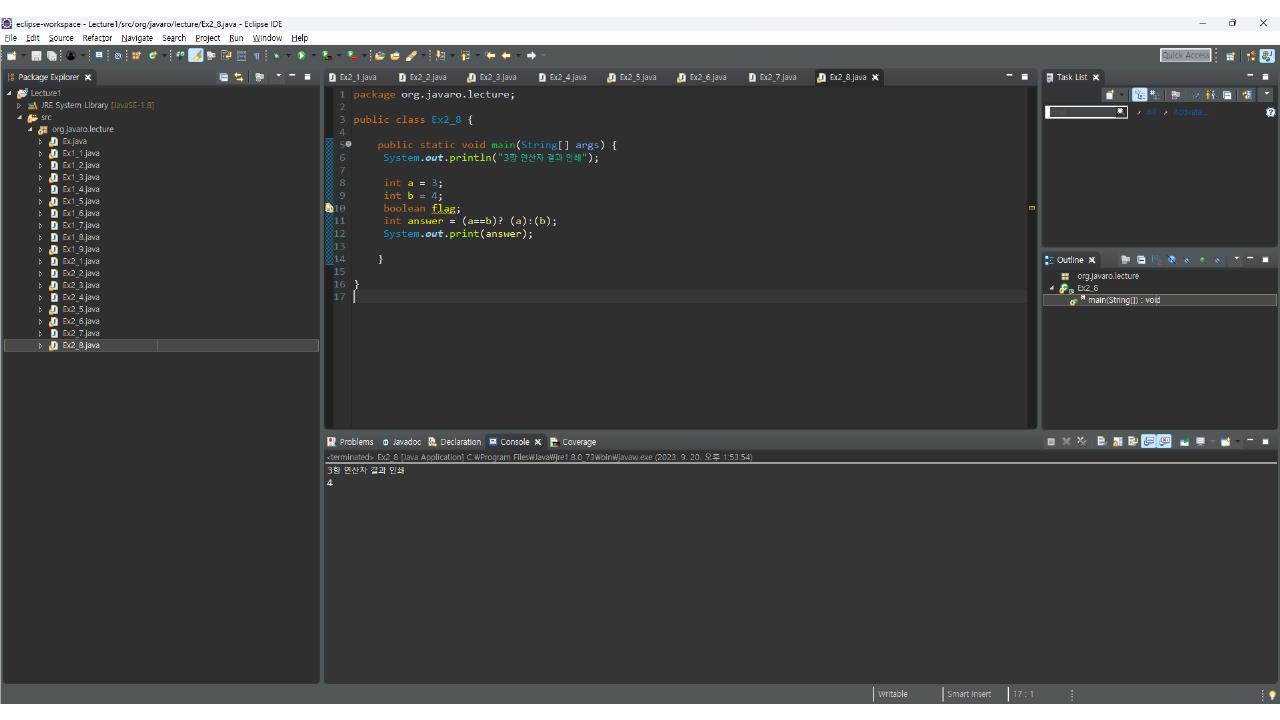 eclipse-workspace - Lecture1/src/org/javaro/lecture/Ex2_8.java - Eclipse IDE
File Edit Source Refactor Navigate Search Project Run Window Help
Quick Access
Package Explorer
Lecture1
JRE System Library [JavaSE-1.8]
src
org.javaro.lecture
Ex.java
Ex1_1.java
Ex1_2.java
Ex1_3.java
Ex1_4.java
Ex1_5.java
Ex1_6.java
Ex1_7.java
Ex1_8.java
Ex1_9.java
Ex2_1.java
Ex2_2.java
Ex2_3.java
Ex2_4.java
Ex2_5.java
Ex2_6.java
Ex2_7.java
Ex2_8.java
Ex2_1.java Ex2_2.java Ex2_3.java Ex2_4.java Ex2_5.java Ex2_6.java Ex2_7.java Ex2_8.java
1 package org.javaro.lecture;
2
3 public class Ex2_8 {
4
5 public static void main(String[] args) {
6 System.out.println("3항 연산자 결과 인쇄");
7
8 int a = 3;
9 int b = 4;
10 boolean flag;
11 int answer = (a==b)? (a):(b);
12 System.out.print(answer);
13
14 }
15
16 }
17
Task List
All Activate...
Outline
org.javaro.lecture
Ex2_8
main(String[]) : void
Problems Javadoc Declaration Console Coverage
<terminated> Ex2_8 [Java Application] C:₩Program Files₩Java₩jre1.8.0_73₩bin₩javaw.exe (2023. 9. 20. 오후 1:53:54)
3항 연산자 결과 인쇄
4
Writable Smart Insert 17 : 1